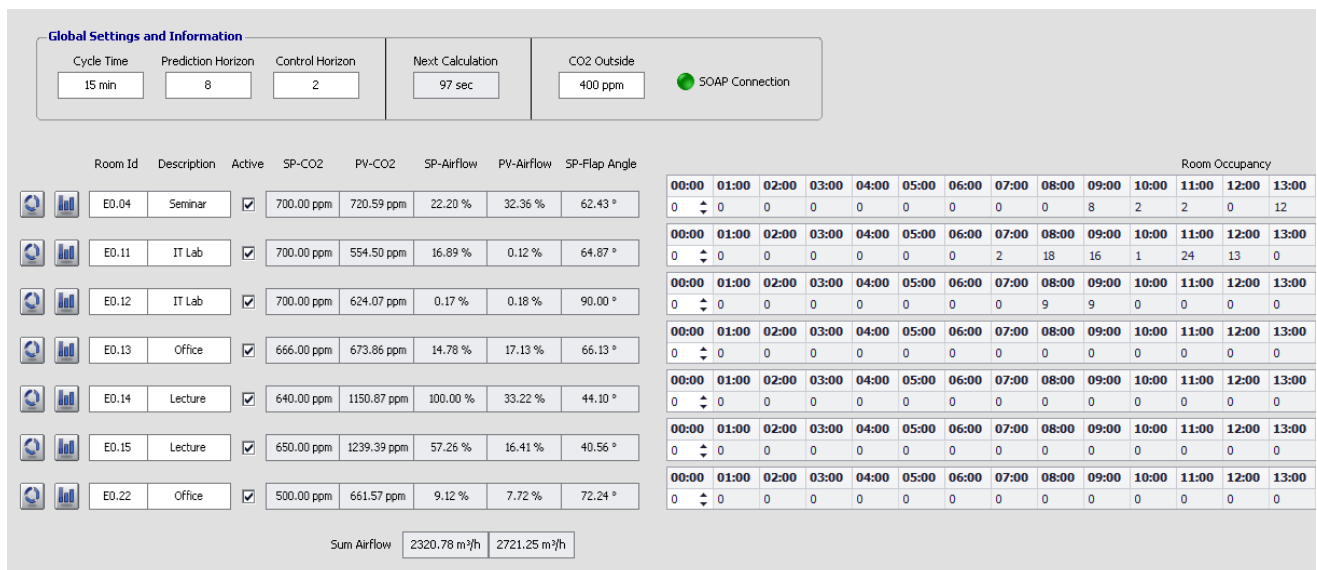 Global Settings and Information
Cycle Time Prediction Horizon Control Horizon Next Calculation CO2 Outside
15 min 8 2 97 sec 400 ppm SOAP Connection
Room Id Description Active SP-CO2 PV-CO2 SP-Airflow PV-Airflow SP-Flap Angle Room Occupancy
00:00 01:00 02:00 03:00 04:00 05:00 06:00 07:00 08:00 09:00 10:00 11:00 12:00 13:00
E0.04 Seminar 700.00 ppm 720.59 ppm 22.20 % 32.36 % 62.43 ° 0 0 0 0 0 0 0 0 0 8 2 2 0 12
00:00 01:00 02:00 03:00 04:00 05:00 06:00 07:00 08:00 09:00 10:00 11:00 12:00 13:00
E0.11 IT Lab 700.00 ppm 554.50 ppm 16.89 % 0.12 % 64.87 ° 0 0 0 0 0 0 0 2 18 16 1 24 13 0
00:00 01:00 02:00 03:00 04:00 05:00 06:00 07:00 08:00 09:00 10:00 11:00 12:00 13:00
E0.12 IT Lab 700.00 ppm 624.07 ppm 0.17 % 0.18 % 90.00 ° 0 0 0 0 0 0 0 0 9 9 0 0 0 0
00:00 01:00 02:00 03:00 04:00 05:00 06:00 07:00 08:00 09:00 10:00 11:00 12:00 13:00
E0.13 Office 666.00 ppm 673.86 ppm 14.78 % 17.13 % 66.13 ° 0 0 0 0 0 0 0 0 0 0 0 0 0 0
00:00 01:00 02:00 03:00 04:00 05:00 06:00 07:00 08:00 09:00 10:00 11:00 12:00 13:00
E0.14 Lecture 640.00 ppm 1150.87 ppm 100.00 % 33.22 % 44.10 ° 0 0 0 0 0 0 0 0 0 0 0 0 0 0
00:00 01:00 02:00 03:00 04:00 05:00 06:00 07:00 08:00 09:00 10:00 11:00 12:00 13:00
E0.15 Lecture 650.00 ppm 1239.39 ppm 57.26 % 16.41 % 40.56 ° 0 0 0 0 0 0 0 0 0 0 0 0 0 0
00:00 01:00 02:00 03:00 04:00 05:00 06:00 07:00 08:00 09:00 10:00 11:00 12:00 13:00
E0.22 Office 500.00 ppm 661.57 ppm 9.12 % 7.72 % 72.24 ° 0 0 0 0 0 0 0 0 0 0 0 0 0 0
Sum Airflow 2320.78 m³/h 2721.25 m³/h